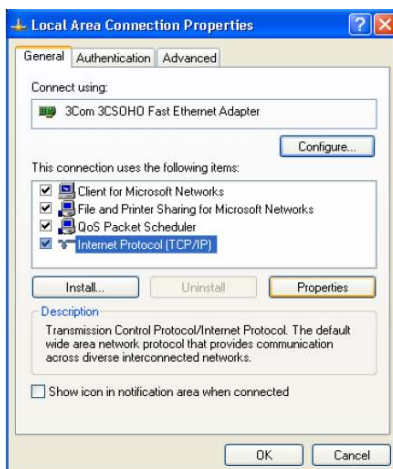 Local Area Connection Properties
General Authentication Advanced
Connect using:
3Com 3CSOHO Fast Ethernet Adapter
Configure...
This connection uses the following items:
Client for Microsoft Networks
File and Printer Sharing for Microsoft Networks
QoS Packet Scheduler
Internet Protocol (TCP/IP)
Install... Uninstall Properties
Description
Transmission Control Protocol/Internet Protocol. The default
wide area network protocol that provides communication
across diverse interconnected networks.
Show icon in notification area when connected
OK Cancel